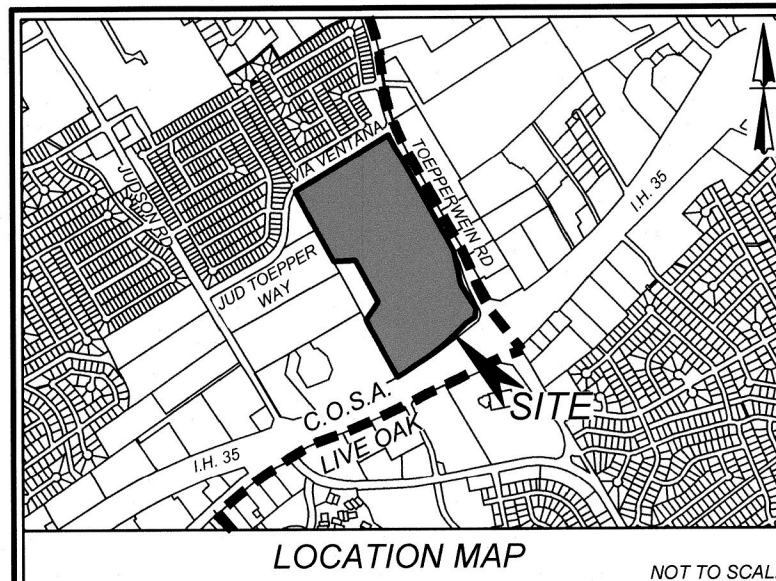 VIA VENTANA
TOEPPERWEIN RD
JUDSON RD
I.H. 35
JUD TOEPPER
WAY
C.O.S.A.
SITE
LIVE OAK
I.H. 35
LOCATION MAP
NOT TO SCAL